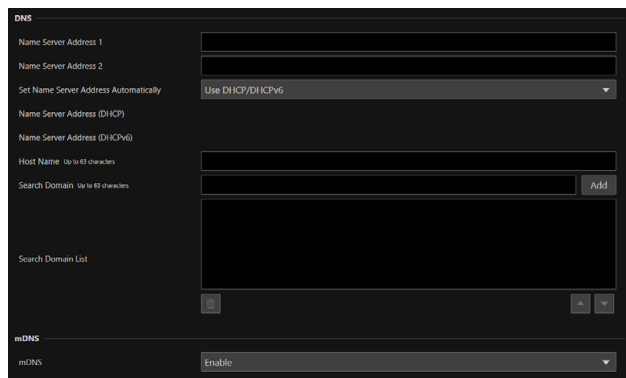 DNS
Name Server Address 1
Name Server Address 2
Set Name Server Address Automatically Use DHCP/DHCPv6
Name Server Address (DHCP)
Name Server Address (DHCPv6)
Host Name Up to 63 characters
Search Domain Up to 63 characters Add
Search Domain List
mDNS
mDNS Enable